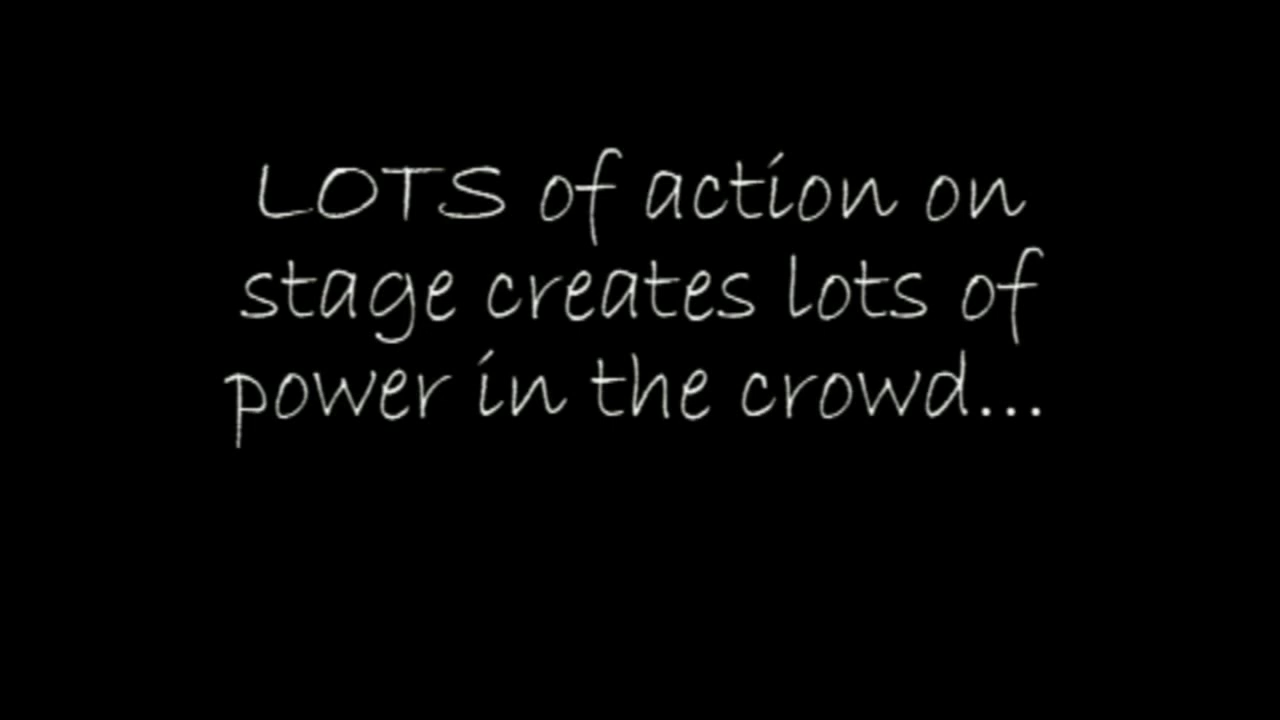 LOTS of action on
stage creates lots of
power in the crowd...